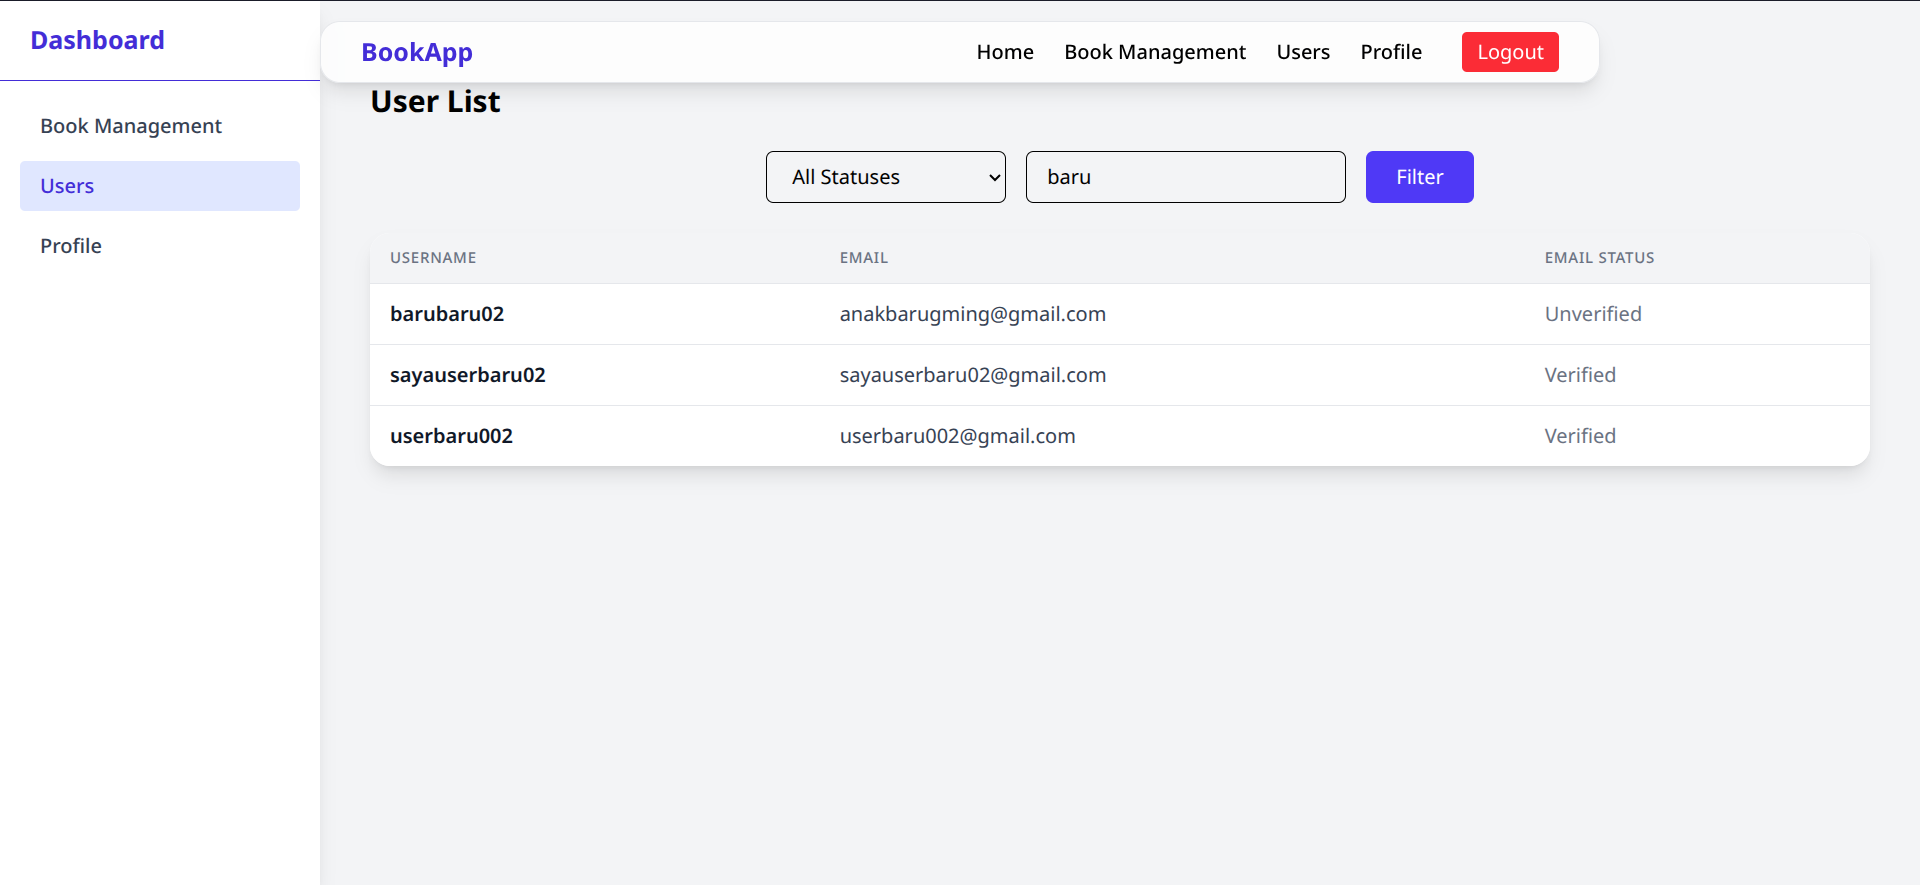 Dashboard
Book Management
Users
Profile
BookApp
Home Book Management Users Profile Logout
User List
All Statuses baru Filter
USERNAME EMAIL EMAIL STATUS
barubaru02 anakbarugming@gmail.com Unverified
sayauserbaru02 sayauserbaru02@gmail.com Verified
userbaru002 userbaru002@gmail.com Verified